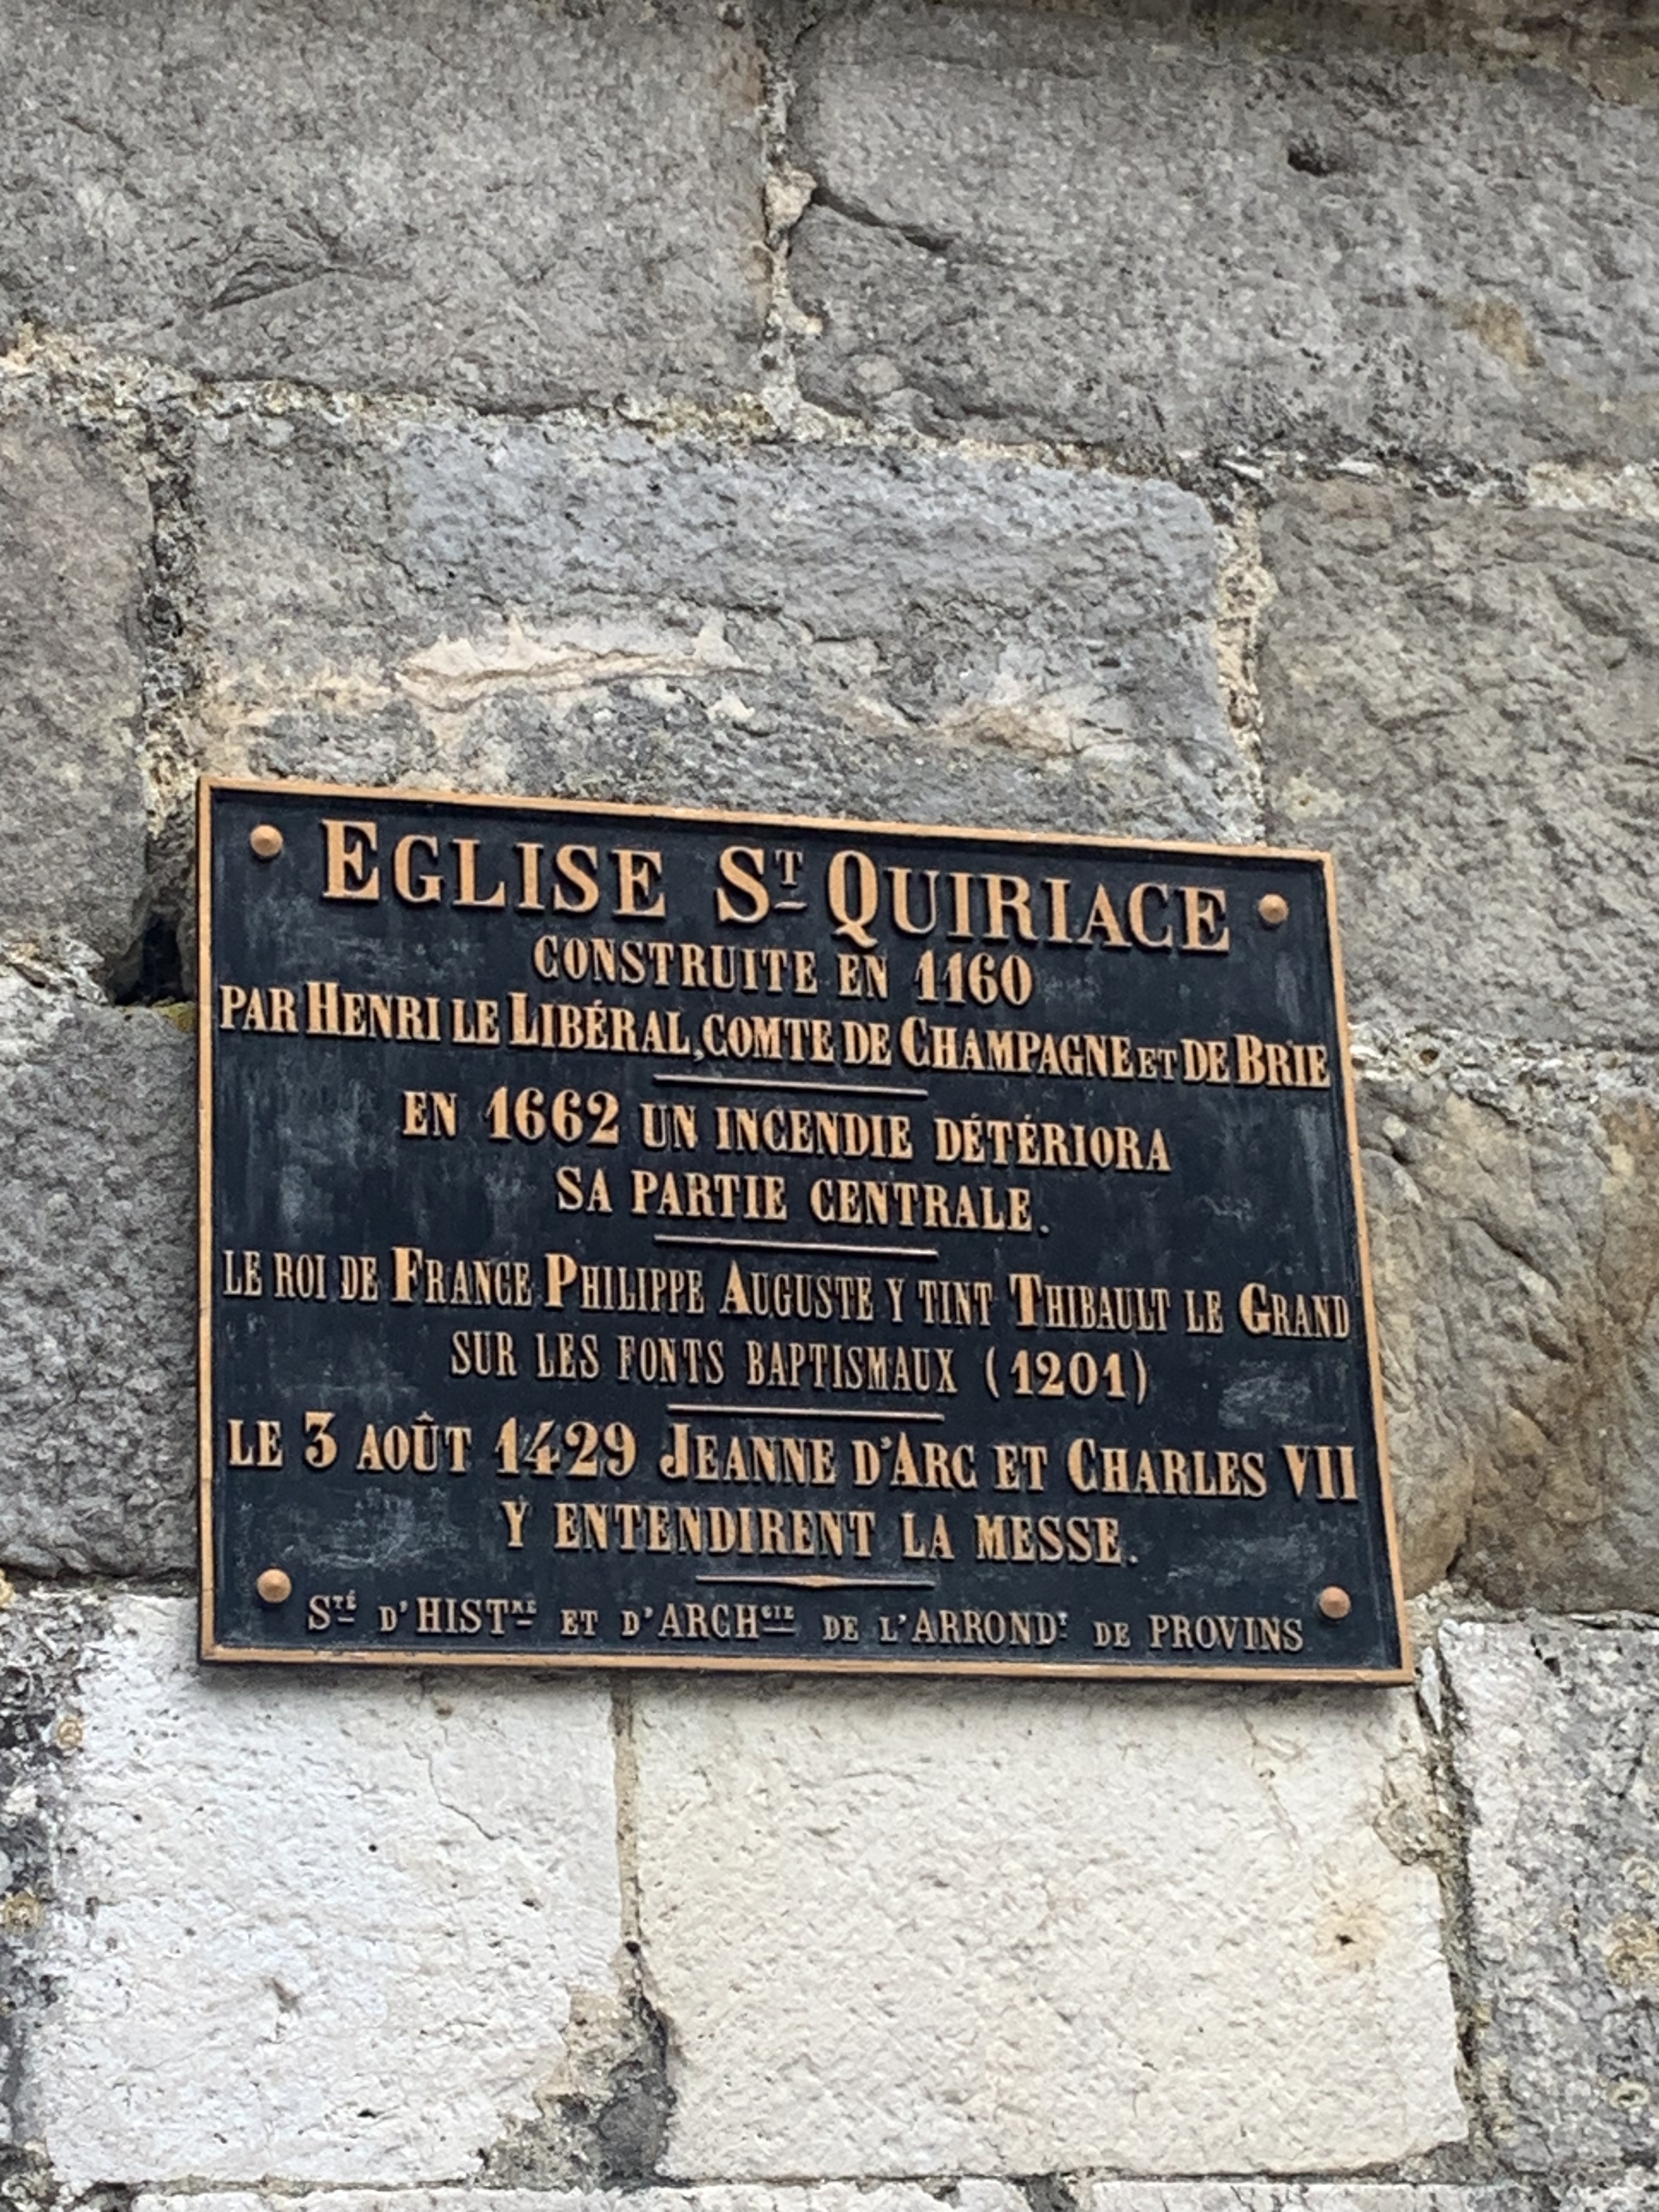 EGLISE ST QUIRIACE
CONSTRUITE EN 1160
PAR HENRI LE LIBÉRAL, COMTE DE CHAMPAGNE ET DE BRIE
EN 1662 UN INCENDIE DÉTÉRIORA
SA PARTIE CENTRALE.
LE ROI DE FRANCE PHILIPPE AUGUSTE Y TINT THIBAULT LE GRAND
SUR LES FONTS BAPTISMAUX (1201)
LE 3 AOÛT 1429 JEANNE D'ARC ET CHARLES VII
Y ENTENDIRENT LA MESSE.
STÉ D'HISTRE ET D'ARCHGIE DE L'ARRONDT DE PROVINS